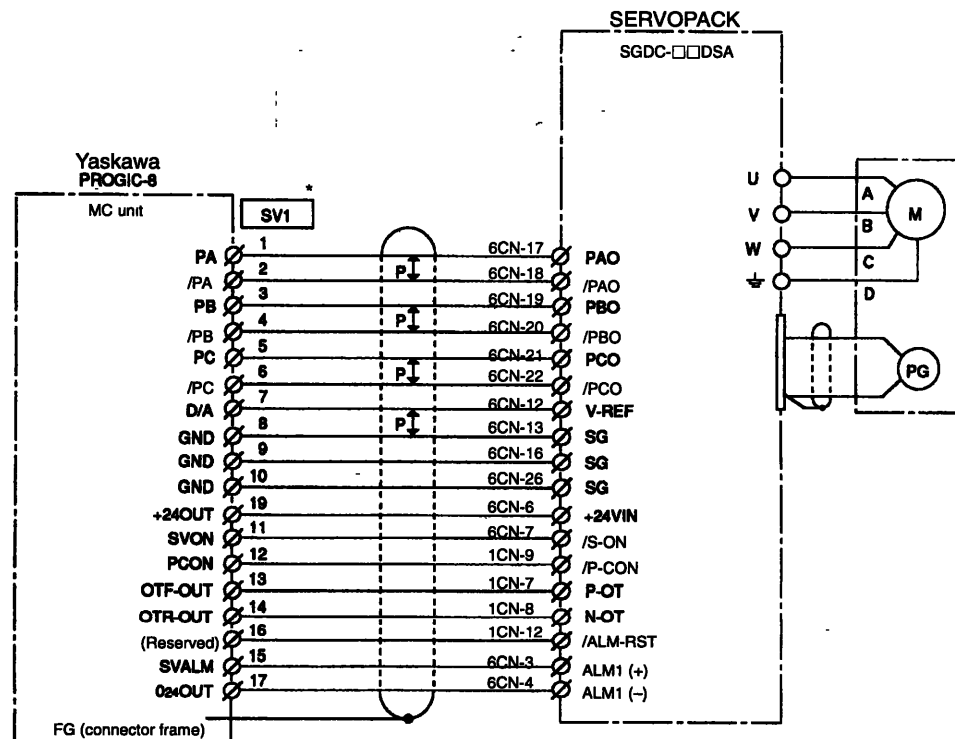 SERVOPACK
SGDC-□□DSA
Yaskawa
PROGIC-8
MC unit
*
SV1
U
V
W
A
B
C
D
M
PG
PA 1 6CN-17 PAO
P
/PA 2 6CN-18 /PAO
PB 3 6CN-19 PBO
P
/PB 4 6CN-20 /PBO
PC 5 6CN-21 PCO
P
/PC 6 6CN-22 /PCO
D/A 7 6CN-12 V-REF
P
GND 8 6CN-13 SG
GND 9 6CN-16 SG
GND 10 6CN-26 SG
+24OUT 19 6CN-6 +24VIN
SVON 11 6CN-7 /S-ON
PCON 12 1CN-9 /P-CON
OTF-OUT 13 1CN-7 P-OT
OTR-OUT 14 1CN-8 N-OT
(Reserved) 16 1CN-12 /ALM-RST
SVALM 15 6CN-3 ALM1 (+)
024OUT 17 6CN-4 ALM1 (−)
FG (connector frame)